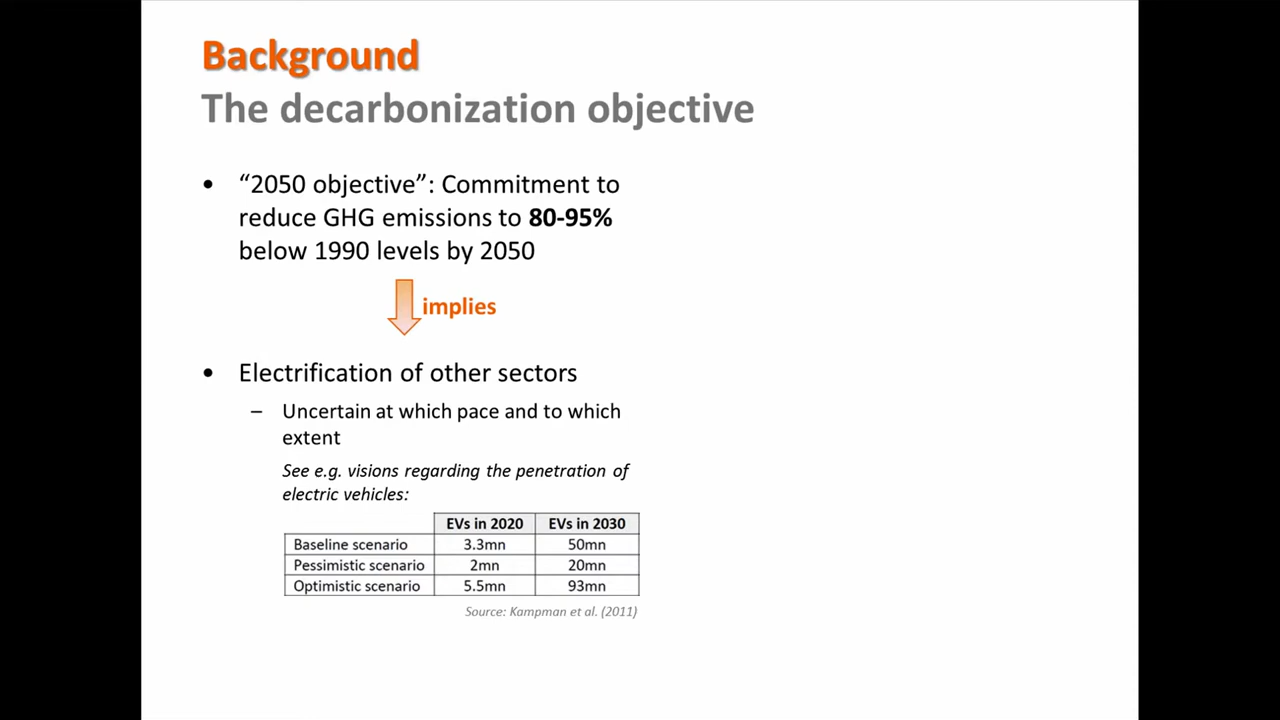 Background
The decarbonization objective
• “2050 objective”: Commitment to
reduce GHG emissions to 80-95%
below 1990 levels by 2050
implies
• Electrification of other sectors
– Uncertain at which pace and to which
extent
See e.g. visions regarding the penetration of
electric vehicles:
EVs in 2020 EVs in 2030
Baseline scenario 3.3mn 50mn
Pessimistic scenario 2mn 20mn
Optimistic scenario 5.5mn 93mn
Source: Kampman et al. (2011)